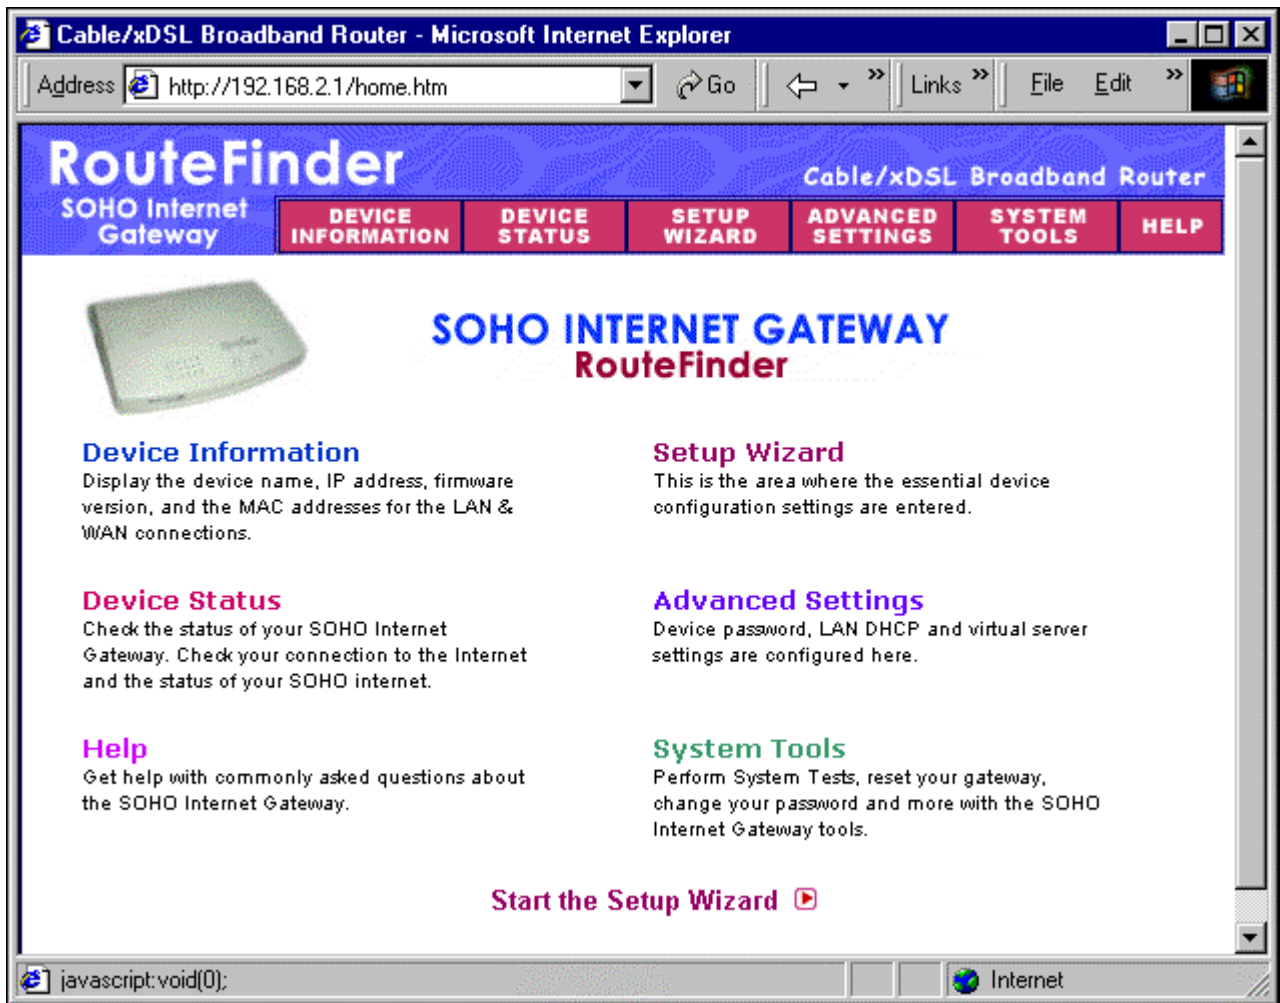 Cable/xDSL Broadband Router - Microsoft Internet Explorer
Address http://192.168.2.1/home.htm Go Links » File Edit »
RouteFinder
Cable/xDSL Broadband Router
SOHO Internet Gateway
DEVICE INFORMATION
DEVICE STATUS
SETUP WIZARD
ADVANCED SETTINGS
SYSTEM TOOLS
HELP
SOHO INTERNET GATEWAY
RouteFinder
Device Information
Display the device name, IP address, firmware
version, and the MAC addresses for the LAN &
WAN connections.
Setup Wizard
This is the area where the essential device
configuration settings are entered.
Device Status
Check the status of your SOHO Internet
Gateway. Check your connection to the Internet
and the status of your SOHO internet.
Advanced Settings
Device password, LAN DHCP and virtual server
settings are configured here.
Help
Get help with commonly asked questions about
the SOHO Internet Gateway.
System Tools
Perform System Tests, reset your gateway,
change your password and more with the SOHO
Internet Gateway tools.
Start the Setup Wizard
javascript:void(0);
Internet